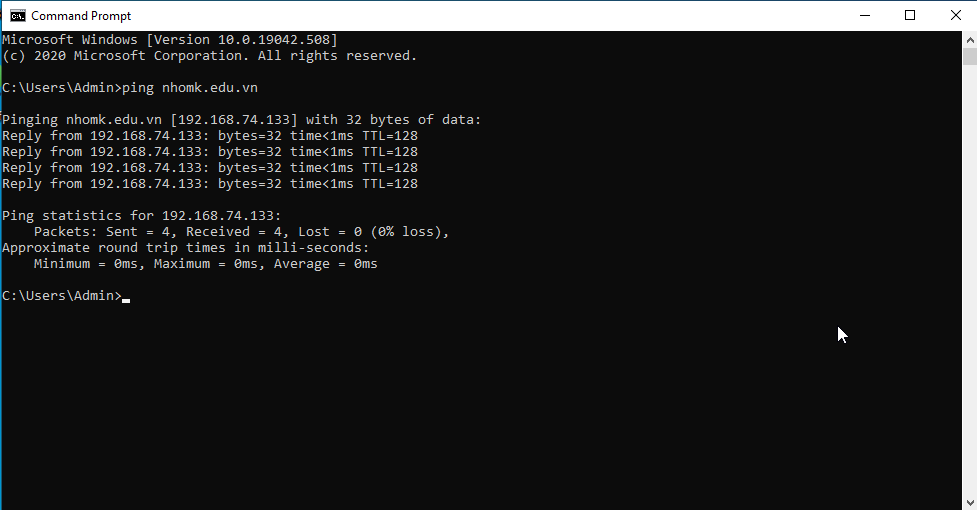 Command Prompt
Microsoft Windows [Version 10.0.19042.508]
(c) 2020 Microsoft Corporation. All rights reserved.
C:\Users\Admin>ping nhomk.edu.vn
Pinging nhomk.edu.vn [192.168.74.133] with 32 bytes of data:
Reply from 192.168.74.133: bytes=32 time<1ms TTL=128
Reply from 192.168.74.133: bytes=32 time<1ms TTL=128
Reply from 192.168.74.133: bytes=32 time<1ms TTL=128
Reply from 192.168.74.133: bytes=32 time<1ms TTL=128
Ping statistics for 192.168.74.133:
    Packets: Sent = 4, Received = 4, Lost = 0 (0% loss),
Approximate round trip times in milli-seconds:
    Minimum = 0ms, Maximum = 0ms, Average = 0ms
C:\Users\Admin>